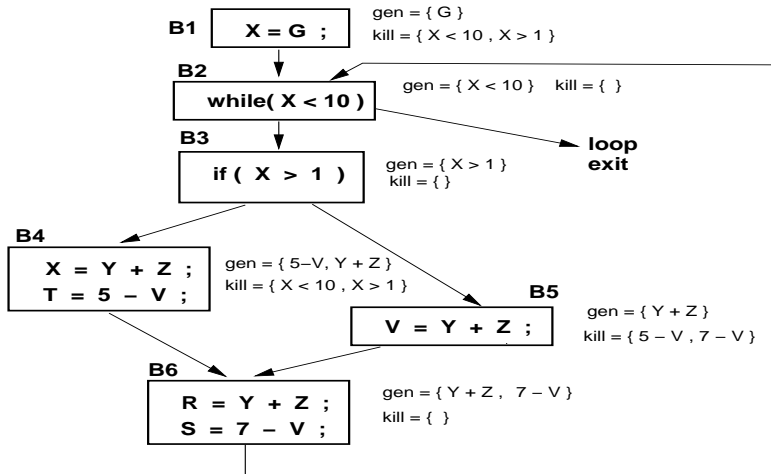 B1
X = G ;
gen = { G }
kill = { X < 10 , X > 1 }
B2
while( X < 10 )
gen = { X < 10 } kill = { }
loop
exit
B3
if ( X > 1 )
gen = { X > 1 }
kill = { }
B4
X = Y + Z ;
T = 5 – V ;
gen = { 5–V, Y + Z }
kill = { X < 10 , X > 1 }
B5
V = Y + Z ;
gen = { Y + Z }
kill = { 5 – V , 7 – V }
B6
R = Y + Z ;
S = 7 – V ;
gen = { Y + Z , 7 – V }
kill = { }